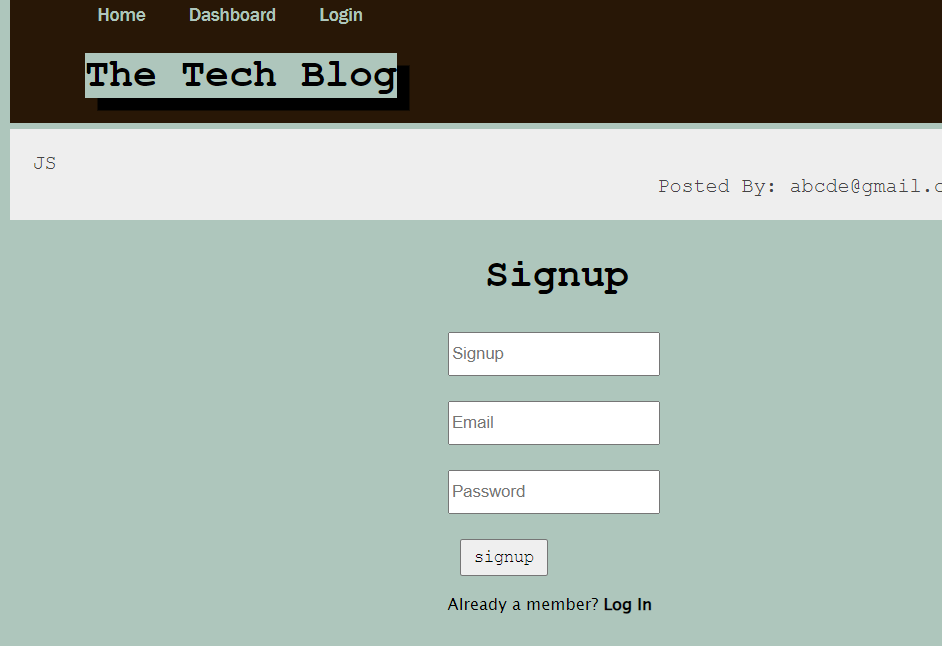 Home Dashboard Login
The Tech Blog
JS
Posted By: abcde@gmail.c
Signup
Signup
Email
Password
signup
Already a member? Log In